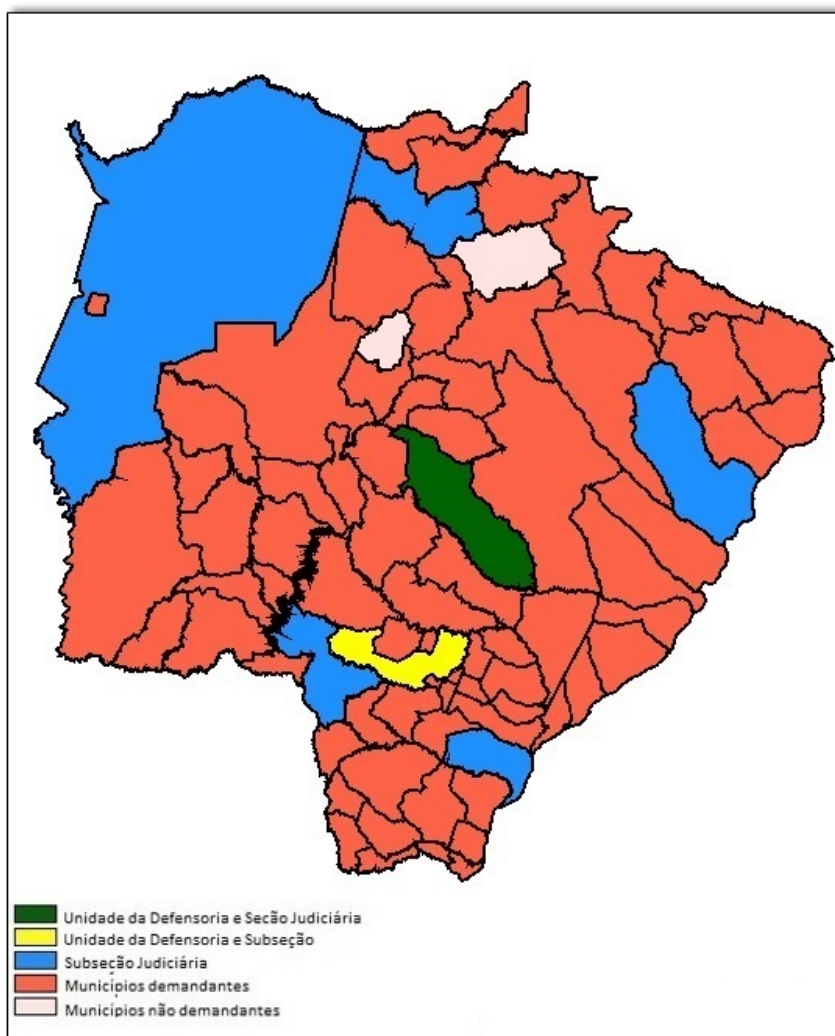 Unidade da Defensoria e Secão Judiciária
Unidade da Defensoria e Subseção
Subseção Judiciária
Municípios demandantes
Municípios não demandantes